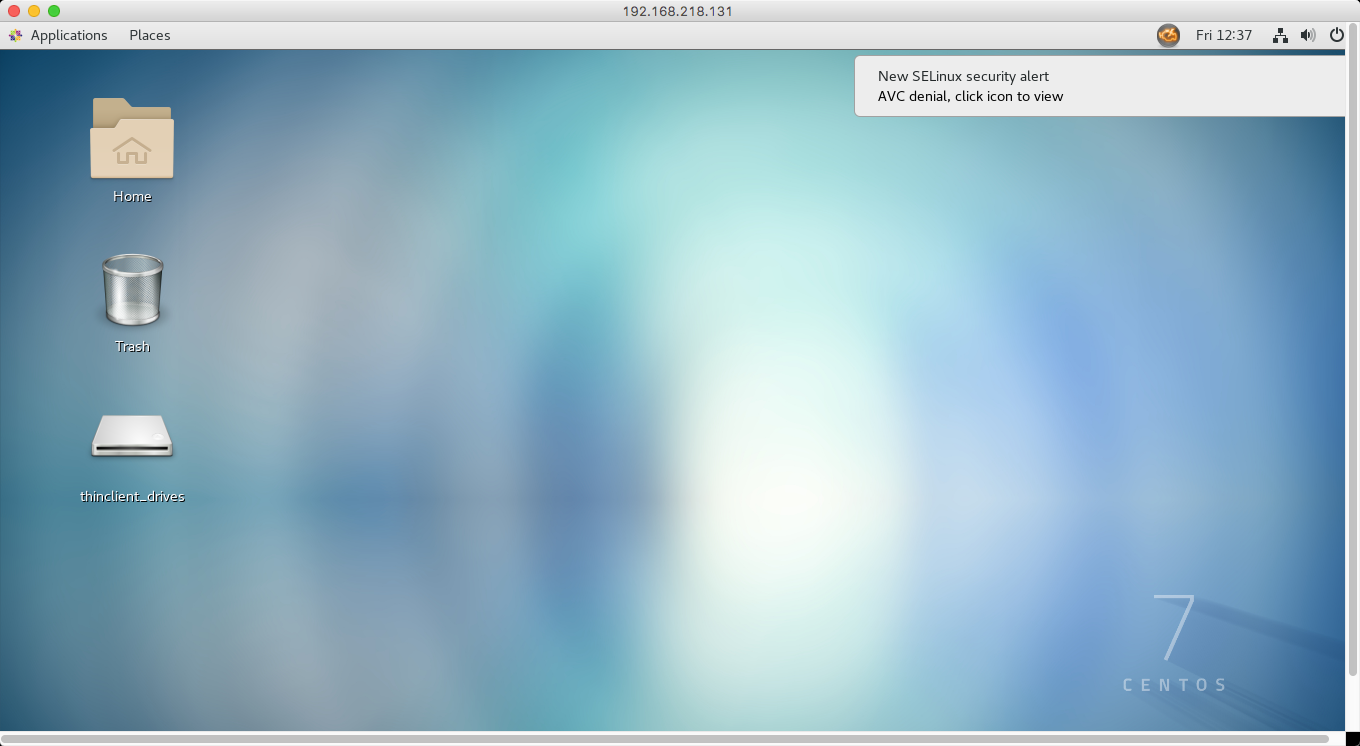 192.168.218.131
Applications Places Fri 12:37
New SELinux security alert
AVC denial, click icon to view
Home
Trash
thinclient_drives
7
CENTOS